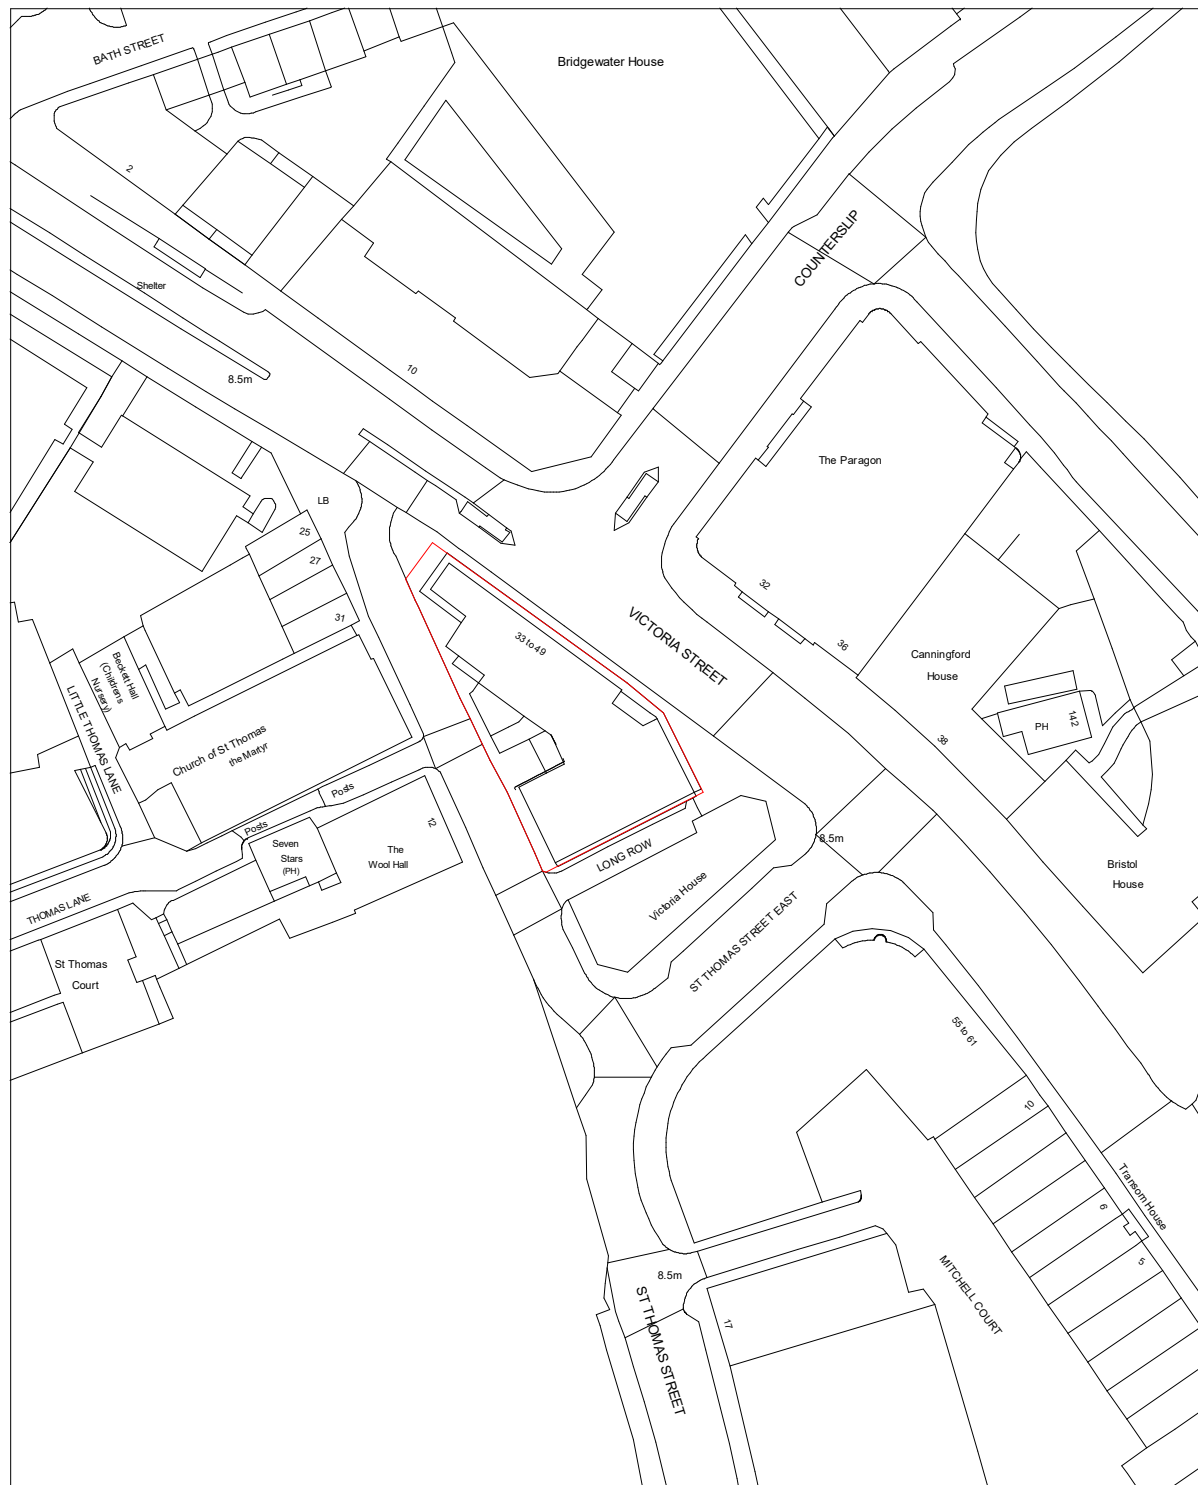 BATH STREET
Bridgewater House
2
COUNTERSLIP
Shelter
8.5m
10
The Paragon
LB
25
27
31
32
36
33 to 49
VICTORIA STREET
Canningford
House
Beckett Hall
(Childrens
Nursery)
LITTLE THOMAS LANE
Church of St Thomas
the Martyr
PH
142
38
Posts
Posts
12
The
Wool Hall
Seven
Stars
(PH)
8.5m
LONG ROW
Bristol
House
Victoria House
THOMAS LANE
ST THOMAS STREET EAST
St Thomas
Court
55 to 61
10
Transom House
6
5
8.5m
MITCHELL COURT
ST THOMAS STREET
17